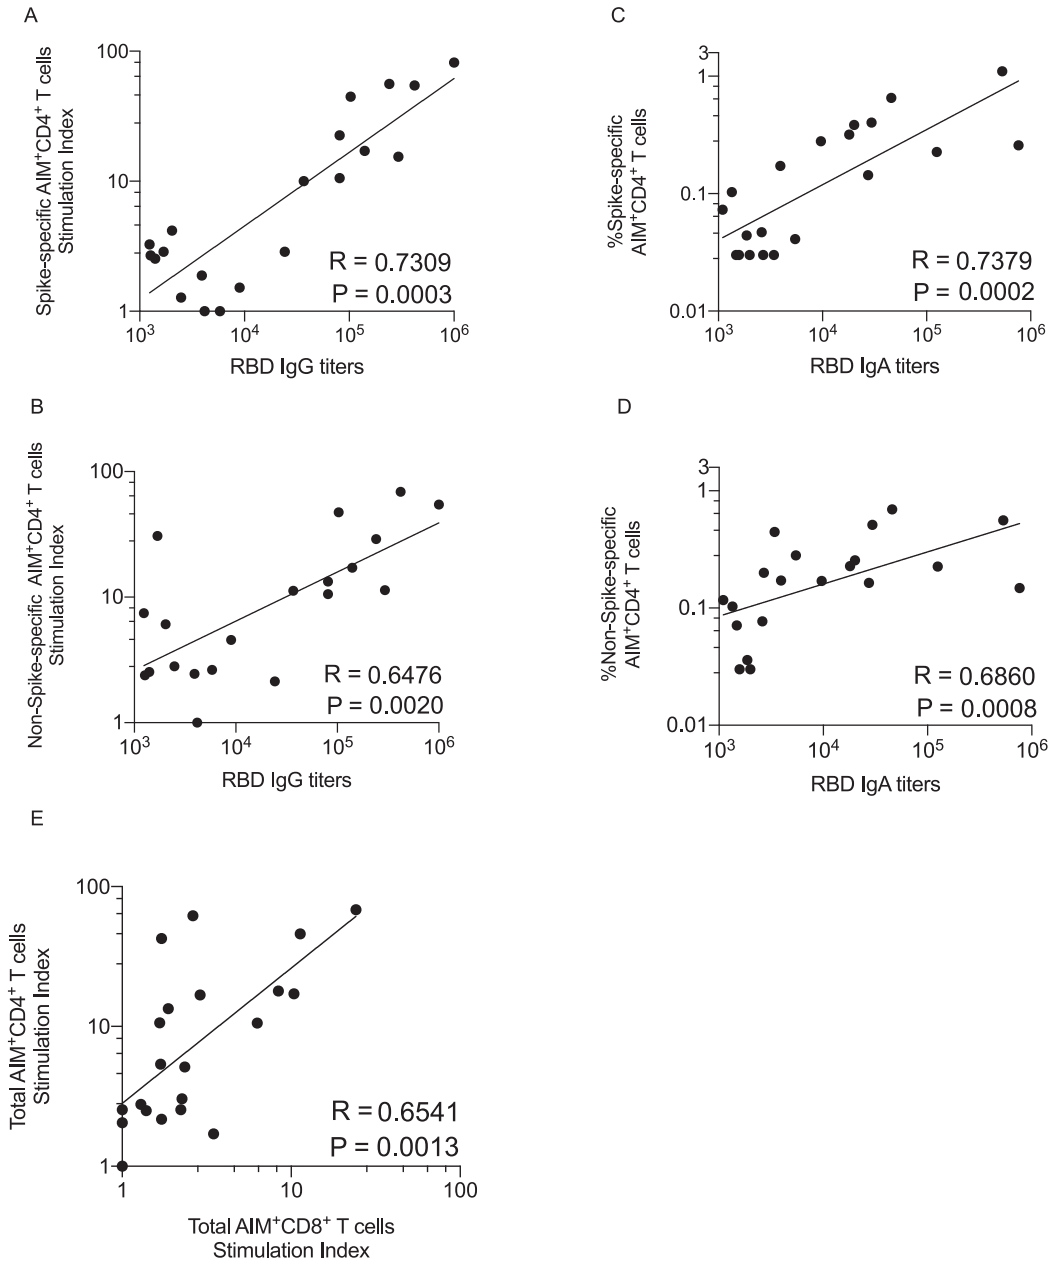 A
Spike-specific AIM⁺CD4⁺ T cells
Stimulation Index
100
10
1
R = 0.7309
P = 0.0003
10³ 10⁴ 10⁵ 10⁶
RBD IgG titers
C
%Spike-specific
AIM⁺CD4⁺ T cells
3
1
0.1
0.01
R = 0.7379
P = 0.0002
10³ 10⁴ 10⁵ 10⁶
RBD IgA titers
B
Non-Spike-specific AIM⁺CD4⁺ T cells
Stimulation Index
100
10
1
R = 0.6476
P = 0.0020
10³ 10⁴ 10⁵ 10⁶
RBD IgG titers
D
%Non-Spike-specific
AIM⁺CD4⁺ T cells
3
1
0.1
0.01
R = 0.6860
P = 0.0008
10³ 10⁴ 10⁵ 10⁶
RBD IgA titers
E
Total AIM⁺CD4⁺ T cells
Stimulation Index
100
10
1
R = 0.6541
P = 0.0013
1 10 100
Total AIM⁺CD8⁺ T cells
Stimulation Index